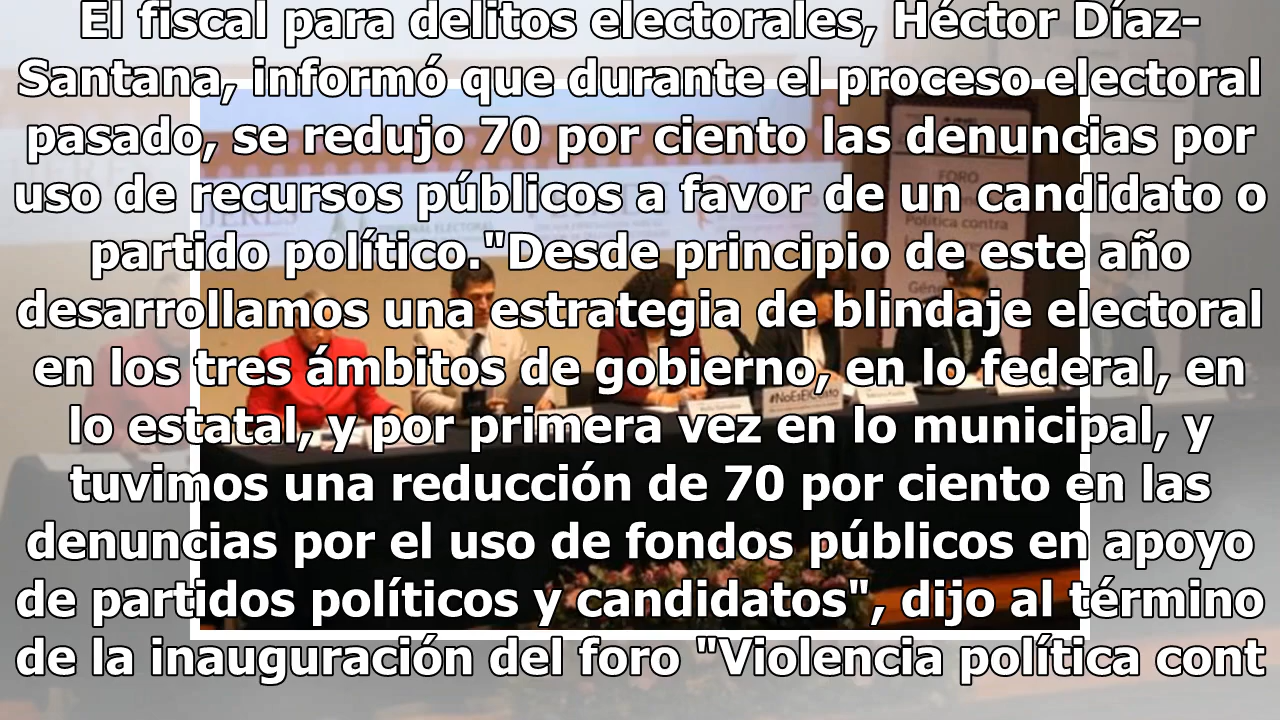 El fiscal para delitos electorales, Héctor Díaz-
Santana, informó que durante el proceso electoral
pasado, se redujo 70 por ciento las denuncias por
uso de recursos públicos a favor de un candidato o
partido político."Desde principio de este año
desarrollamos una estrategia de blindaje electoral
en los tres ámbitos de gobierno, en lo federal, en
lo estatal, y por primera vez en lo municipal, y
tuvimos una reducción de 70 por ciento en las
denuncias por el uso de fondos públicos en apoyo
de partidos políticos y candidatos", dijo al término
de la inauguración del foro "Violencia política cont
FORO
Política contra
#NoEsElCosto